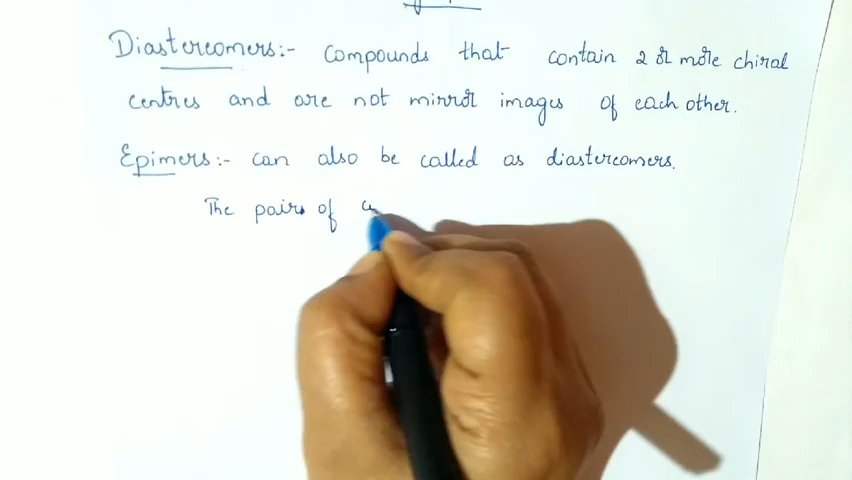 Diastereomers:- compounds that contain 2 or more chiral
centres and are not mirror images of each other.
Epimers:- can also be called as diastereomers.
The pairs of